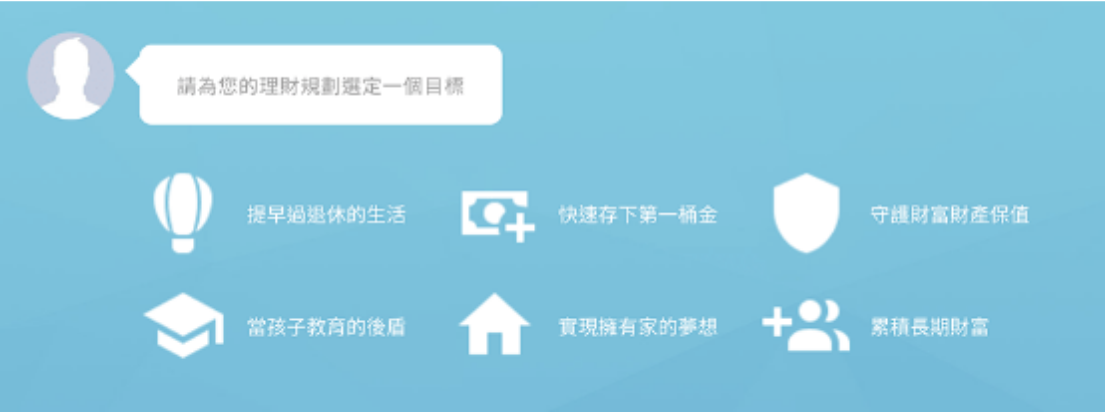 請為您的理財規劃選定一個目標
提早過退休的生活
快速存下第一桶金
守護財富財產保值
當孩子教育的後盾
實現擁有家的夢想
累積長期財富